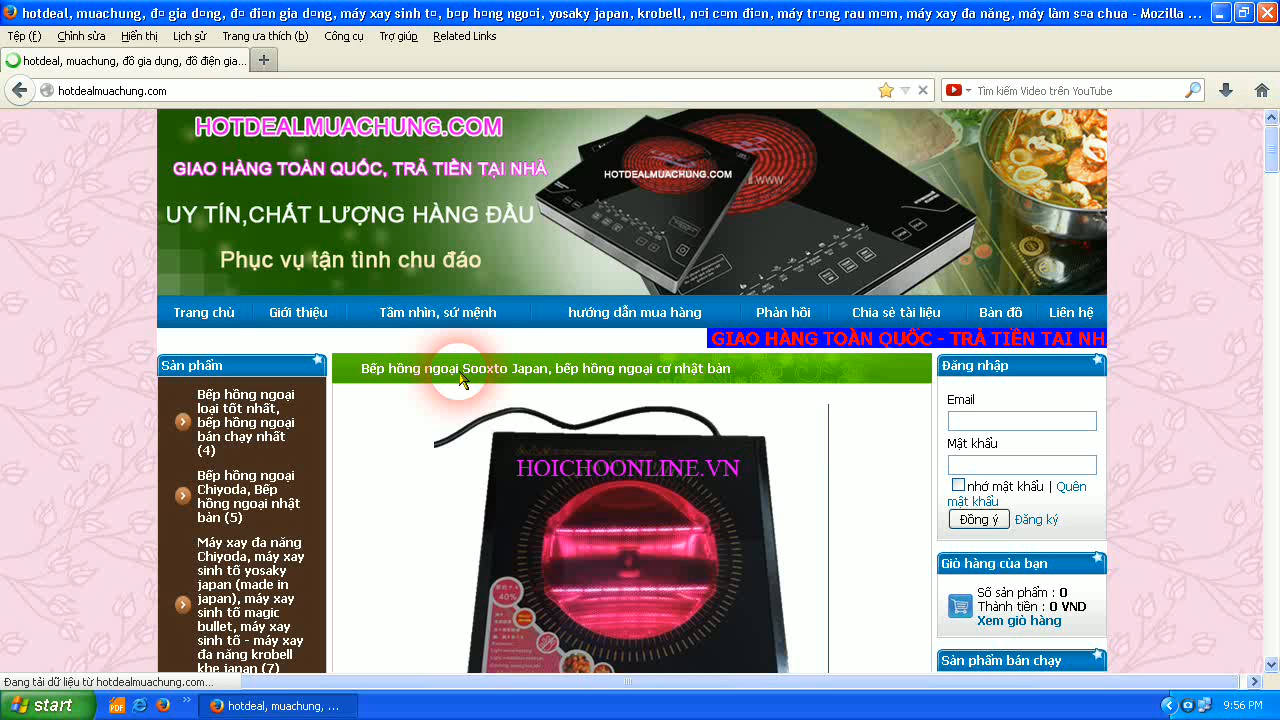 hotdeal, muachung, đồ gia dụng, đồ điện gia dụng, máy xay sinh tố, bếp hồng ngoại, yosaky japan, krobell, nồi cơm điện, máy trồng rau mầm, máy xay đa năng, máy làm sữa chua - Mozilla ...
Tệp (f) Chỉnh sửa Hiển thị Lịch sử Trang ưa thích (b) Công cụ Trợ giúp Related Links
hotdeal, muachung, đồ gia dụng, đồ điện gia...
hotdealmuachung.com
Tìm kiếm Video trên YouTube
HOTDEALMUACHUNG.COM
GIAO HÀNG TOÀN QUỐC, TRẢ TIỀN TẠI NHÀ
HOTDEALMUACHUNG.COM
UY TÍN,CHẤT LƯỢNG HÀNG ĐẦU
Phục vụ tận tình chu đáo
Trang chủ Giới thiệu Tầm nhìn, sứ mệnh hướng dẫn mua hàng Phản hồi Chia sẻ tài liệu Bản đồ Liên hệ
GIAO HÀNG TOÀN QUỐC - TRẢ TIỀN TẠI NH
Sản phẩm
Bếp hồng ngoại
loại tốt nhất,
bếp hồng ngoại
bán chạy nhất
(4)
Bếp hồng ngoại
Chiyoda, Bếp
hồng ngoại nhật
bản (5)
Máy xay đa năng
Chiyoda, máy xay
sinh tố yosaky
japan (made in
japan), máy xay
sinh tố magic
bullet, máy xay
sinh tố - máy xay
đa năng krobell
khe japan (7)
Bếp hồng ngoại Sooxto Japan, bếp hồng ngoại cơ nhật bản
HOICHOONLINE.VN
40%
Đăng nhập
Email
Mật khẩu
nhớ mật khẩu | Quên
mật khẩu
Đồng ý Đăng ký
Giỏ hàng của bạn
Số sản phẩm : 0
Thành tiền : 0 VND
Xem giỏ hàng
Sản phẩm bán chạy
Đang tải dữ liệu từ hotdealmuachung.com...
start
hotdeal, muachung, ...
9:56 PM